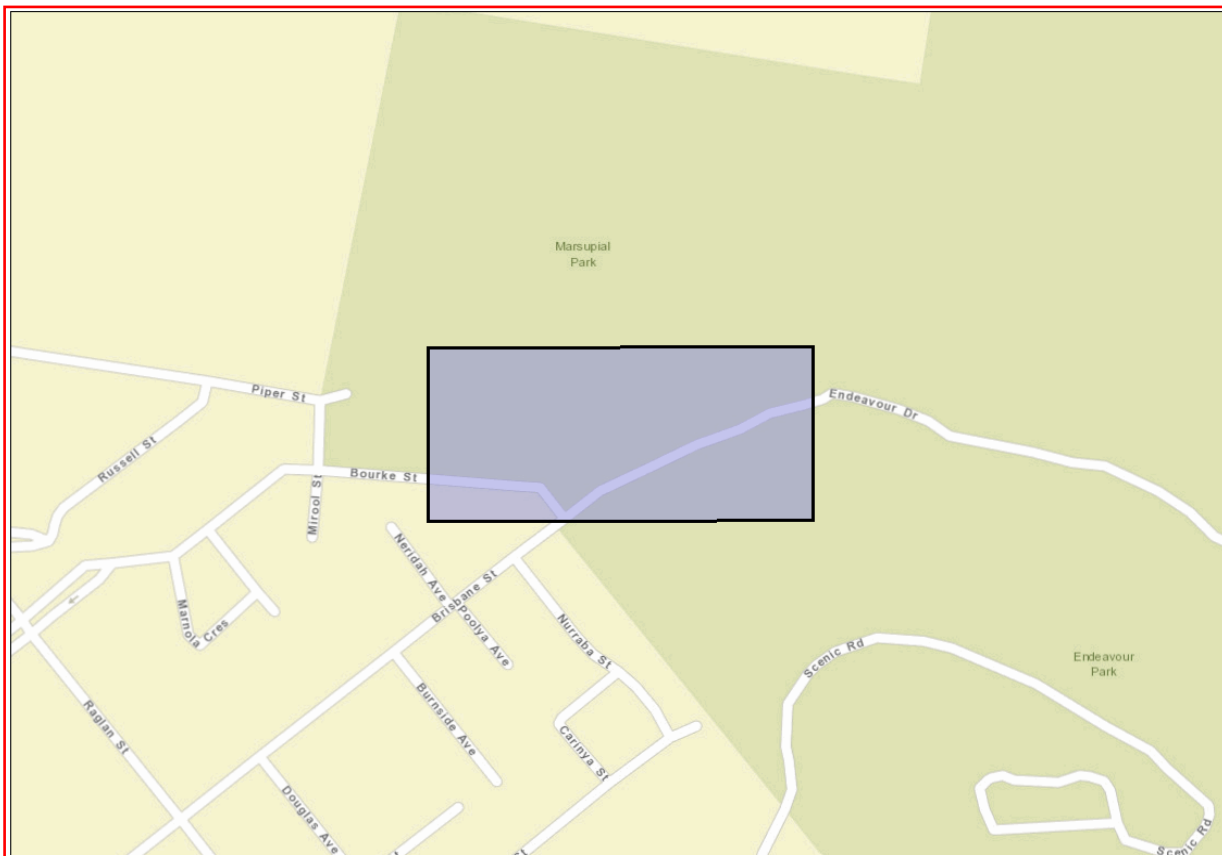 Marsupial
Park
Piper St
Endeavour Dr
Russell St
Bourke St
Mirool St
Neridah Ave
Brisbane St
Poolya Ave
Marnola Cres
Nurraba St
Scenic Rd
Endeavour
Park
Raglan St
Burnside Ave
Carinya St
Douglas Ave
Scenic Rd